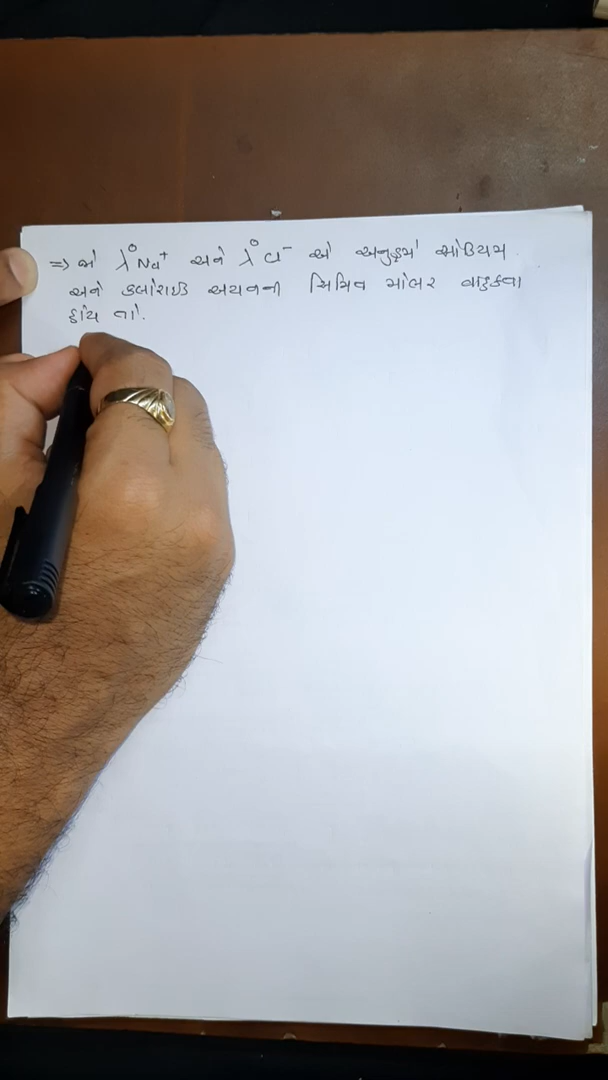 ⇒ જો λ°Na⁺ અને λ°Cl⁻ એ અનુક્રમે સોડિયમ
અને ક્લોરાઇડ આયનની સિમિત મોલર વાહકતા
હોય તો.